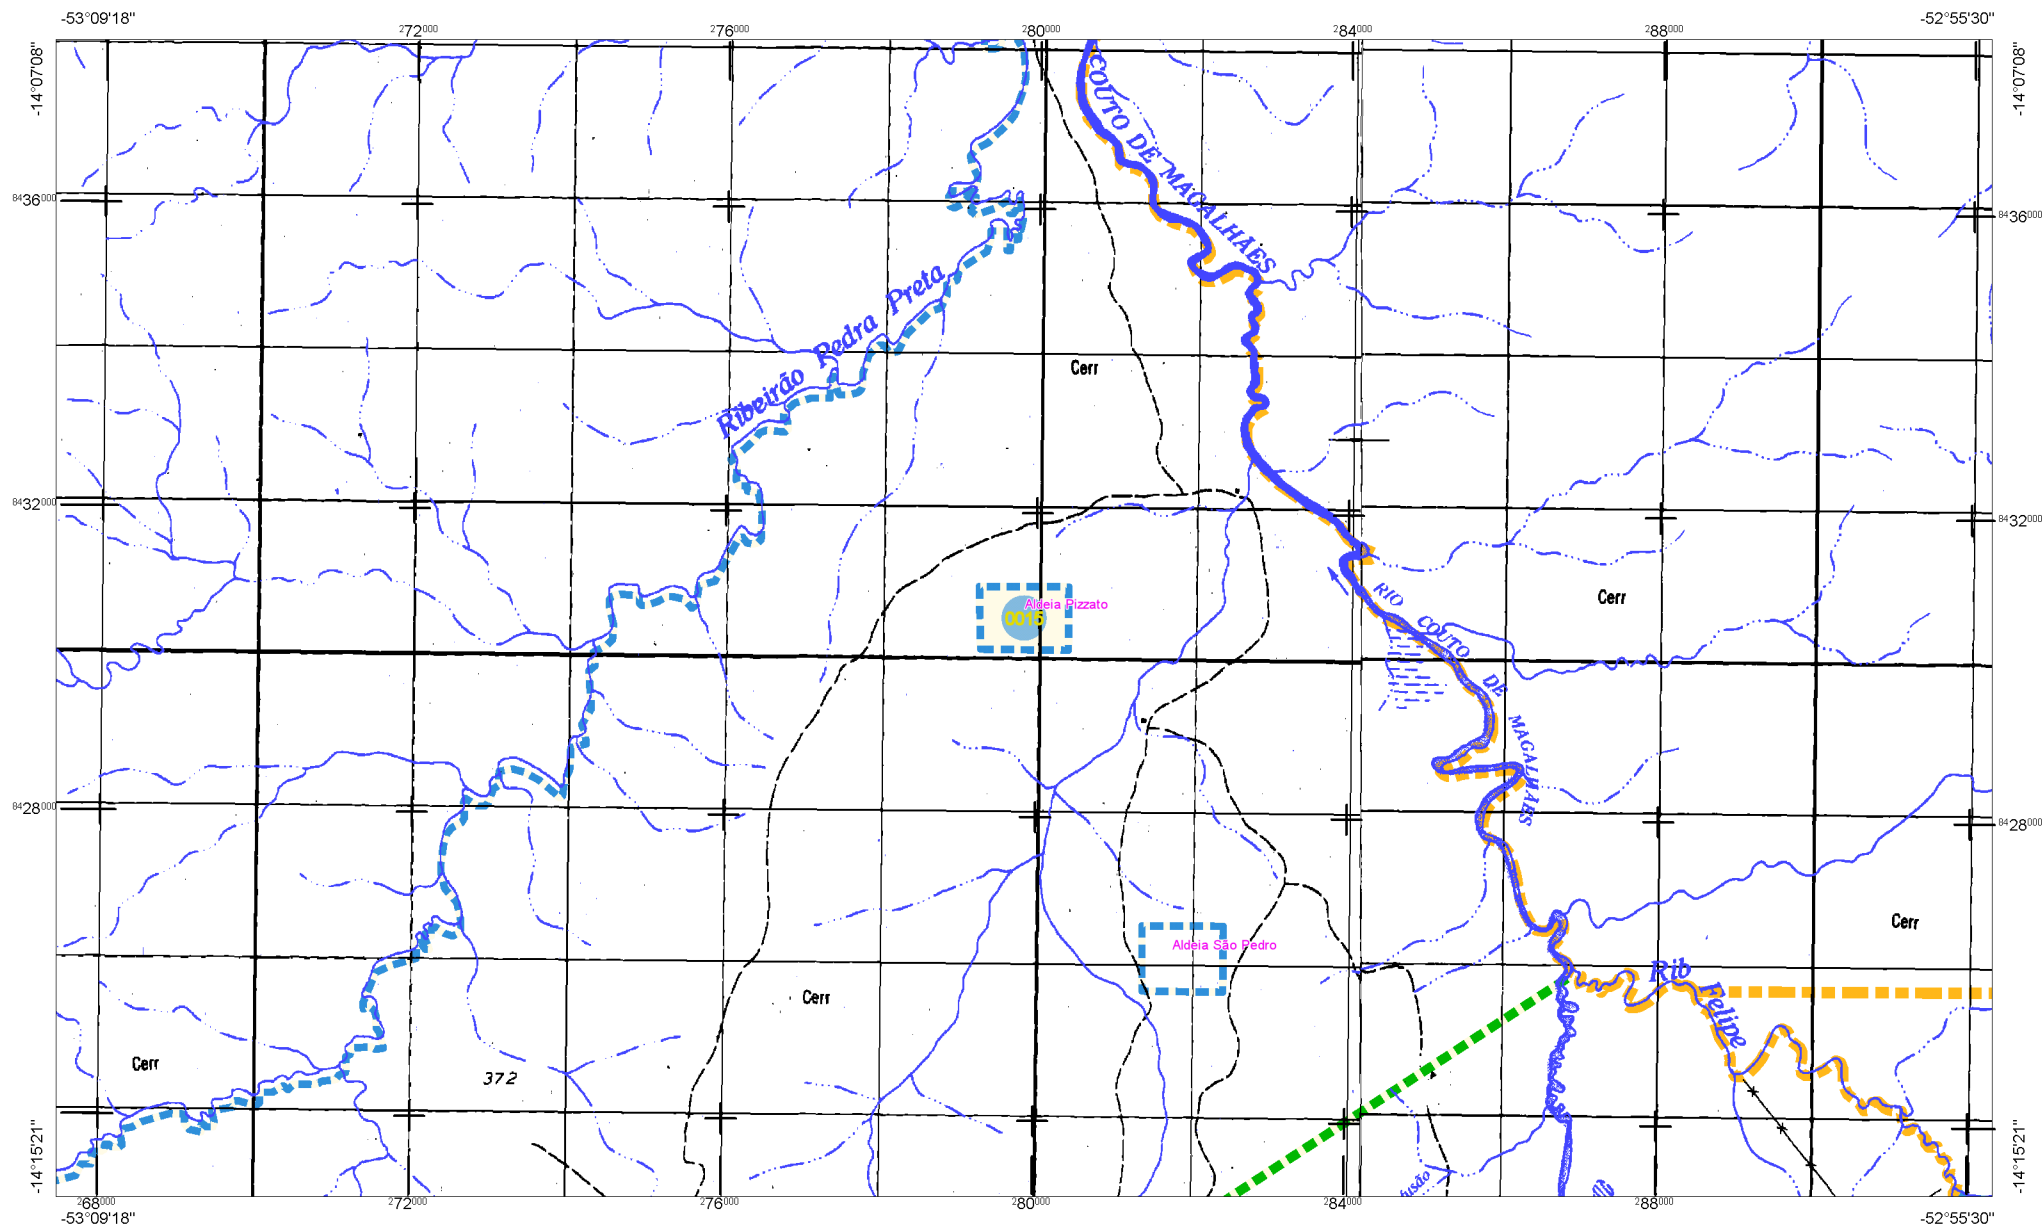 -53°09'18"
-52°55'30"
272000
276000
280000
284000
288000
-14°07'08"
-14°07'08"
COUTO DE MAGALHÃES
8436000
8436000
Ribeirão Pedra Preta
Cerr
8432000
8432000
Aldeia Pizzato
0015
RIO COUTO DE MAGALHÃES
Cerr
8428000
8428000
Cerr
Aldeia São Pedro
Rib Felipe
Cerr
Cerr
372
-14°15'21"
-14°15'21"
fusão
268000
272000
276000
280000
284000
288000
-53°09'18"
-52°55'30"